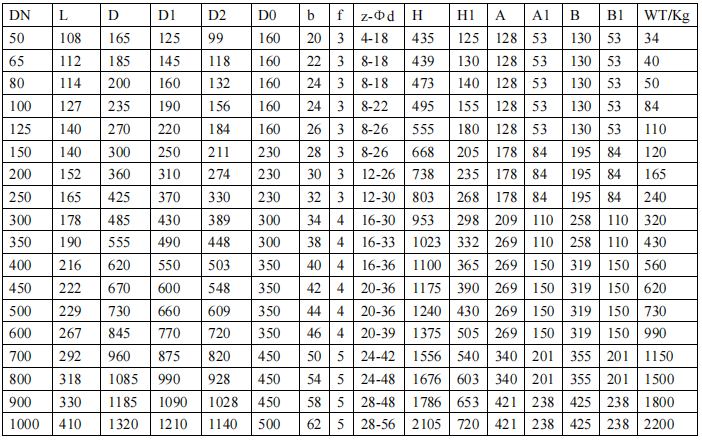 DN L D D1 D2 D0 b f z-Φd H H1 A A1 B B1 WT/Kg
50 108 165 125 99 160 20 3 4-18 435 125 128 53 130 53 34
65 112 185 145 118 160 22 3 8-18 439 130 128 53 130 53 40
80 114 200 160 132 160 24 3 8-18 473 140 128 53 130 53 50
100 127 235 190 156 160 24 3 8-22 495 155 128 53 130 53 84
125 140 270 220 184 160 26 3 8-26 555 180 128 53 130 53 110
150 140 300 250 211 230 28 3 8-26 668 205 178 84 195 84 120
200 152 360 310 274 230 30 3 12-26 738 235 178 84 195 84 165
250 165 425 370 330 230 32 3 12-30 803 268 178 84 195 84 240
300 178 485 430 389 300 34 4 16-30 953 298 209 110 258 110 320
350 190 555 490 448 300 38 4 16-33 1023 332 269 110 258 110 430
400 216 620 550 503 350 40 4 16-36 1100 365 269 150 319 150 560
450 222 670 600 548 350 42 4 20-36 1175 390 269 150 319 150 620
500 229 730 660 609 350 44 4 20-36 1240 430 269 150 319 150 730
600 267 845 770 720 350 46 4 20-39 1375 505 269 150 319 150 990
700 292 960 875 820 450 50 5 24-42 1556 540 340 201 355 201 1150
800 318 1085 990 928 450 54 5 24-48 1676 603 340 201 355 201 1500
900 330 1185 1090 1028 450 58 5 28-48 1786 653 421 238 425 238 1800
1000 410 1320 1210 1140 500 62 5 28-56 2105 720 421 238 425 238 2200